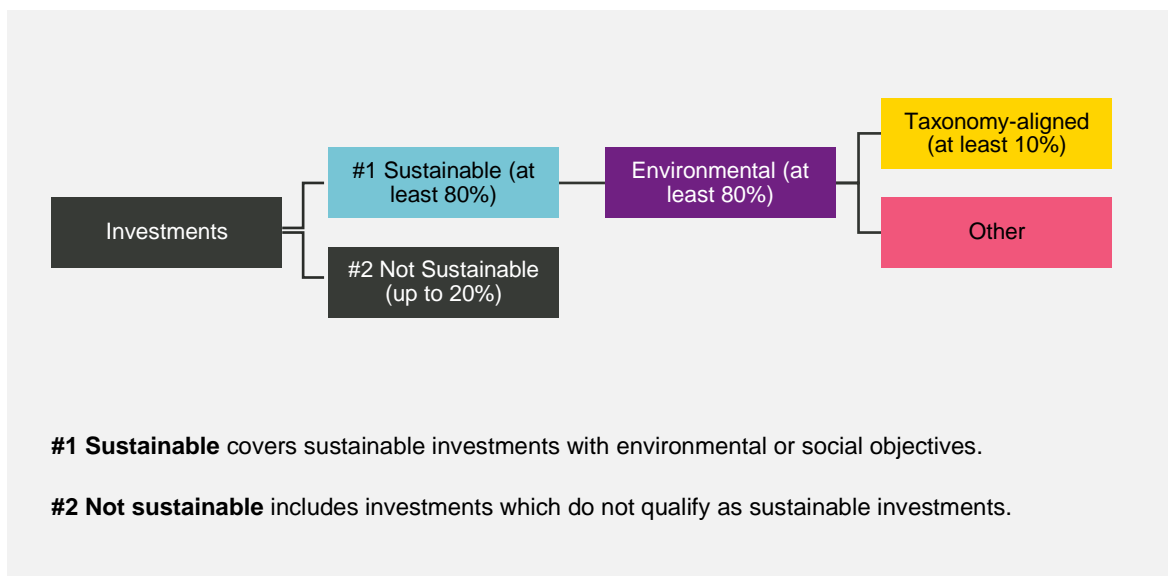 Taxonomy-aligned
(at least 10%)
#1 Sustainable (at
least 80%)
Environmental (at
least 80%)
Investments
Other
#2 Not Sustainable
(up to 20%)
#1 Sustainable covers sustainable investments with environmental or social objectives.
#2 Not sustainable includes investments which do not qualify as sustainable investments.